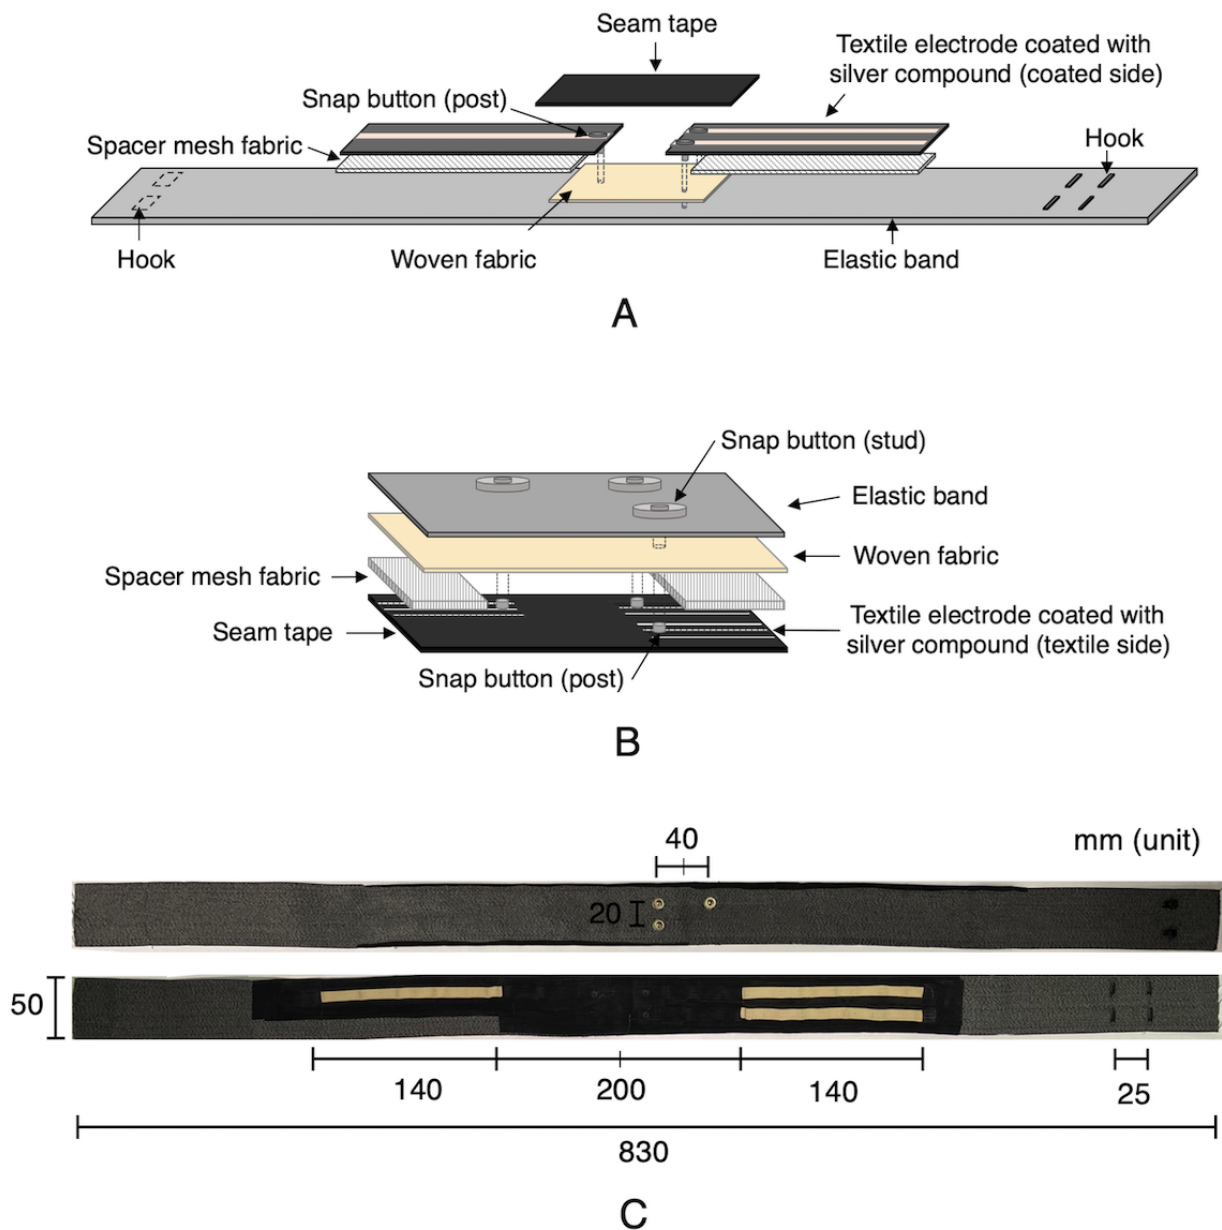 Seam tape
Textile electrode coated with
silver compound (coated side)
Snap button (post)
Spacer mesh fabric
Hook
Hook
Woven fabric
Elastic band
A
Snap button (stud)
Elastic band
Woven fabric
Spacer mesh fabric
Textile electrode coated with
silver compound (textile side)
Seam tape
Snap button (post)
B
40
mm (unit)
20
50
140
200
140
25
830
C